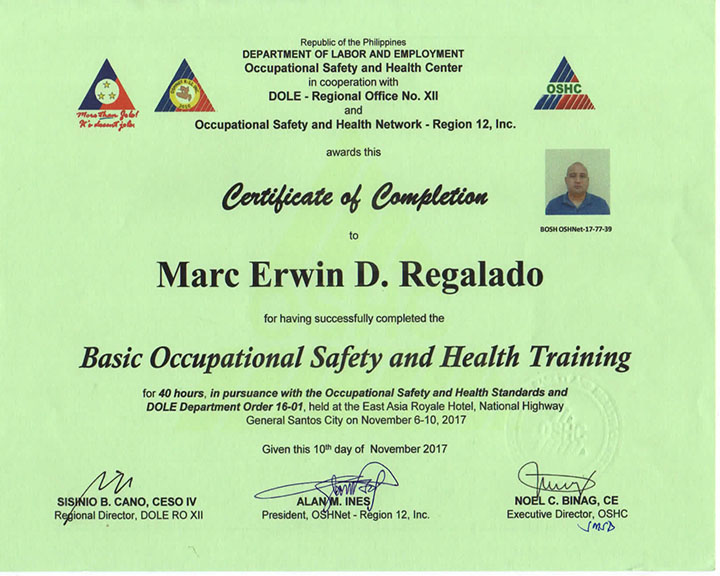 Republic of the Philippines
DEPARTMENT OF LABOR AND EMPLOYMENT
Occupational Safety and Health Center
in cooperation with
DOLE - Regional Office No. XII
and
Occupational Safety and Health Network - Region 12, Inc.
More Than Jobs!
It's decent jobs
OSHC
awards this
Certificate of Completion
BOSH OSHNet-17-77-39
to
Marc Erwin D. Regalado
for having successfully completed the
Basic Occupational Safety and Health Training
for 40 hours, in pursuance with the Occupational Safety and Health Standards and
DOLE Department Order 16-01, held at the East Asia Royale Hotel, National Highway
General Santos City on November 6-10, 2017
Given this 10th day of November 2017
SISINIO B. CANO, CESO IV
Regional Director, DOLE RO XII
ALAN M. INES
President, OSHNet - Region 12, Inc.
NOEL C. BINAG, CE
Executive Director, OSHC